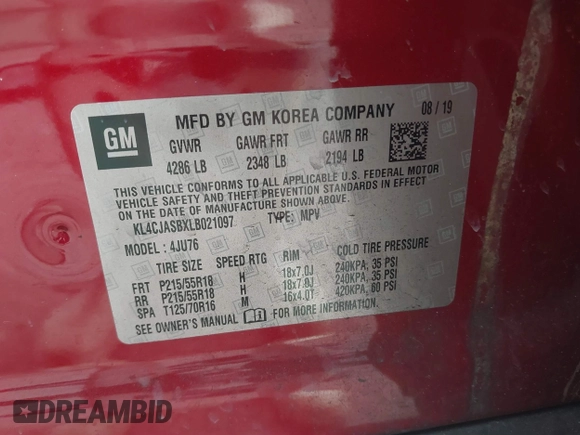 GM
MFD BY GM KOREA COMPANY 08 / 19
GVWR GAWR FRT GAWR RR
4286 LB 2348 LB 2194 LB
THIS VEHICLE CONFORMS TO ALL APPLICABLE U.S. FEDERAL MOTOR
VEHICLE SAFETY AND THEFT PREVENTION STANDARDS IN EFFECT
ON THE DATE OF MANUFACTURE SHOWN ABOVE.
KL4CJASBXLB021097 TYPE: MPV
MODEL : 4JU76
TIRE SIZE SPEED RTG RIM COLD TIRE PRESSURE
FRT P215/55R18 H 18x7.0J 240KPA, 35 PSI
RR P215/55R18 H 18x7.0J 240KPA, 35 PSI
SPA T125/70R16 M 16x4.0T 420KPA, 60 PSI
SEE OWNER'S MANUAL FOR MORE INFORMATION.
DREAMBID